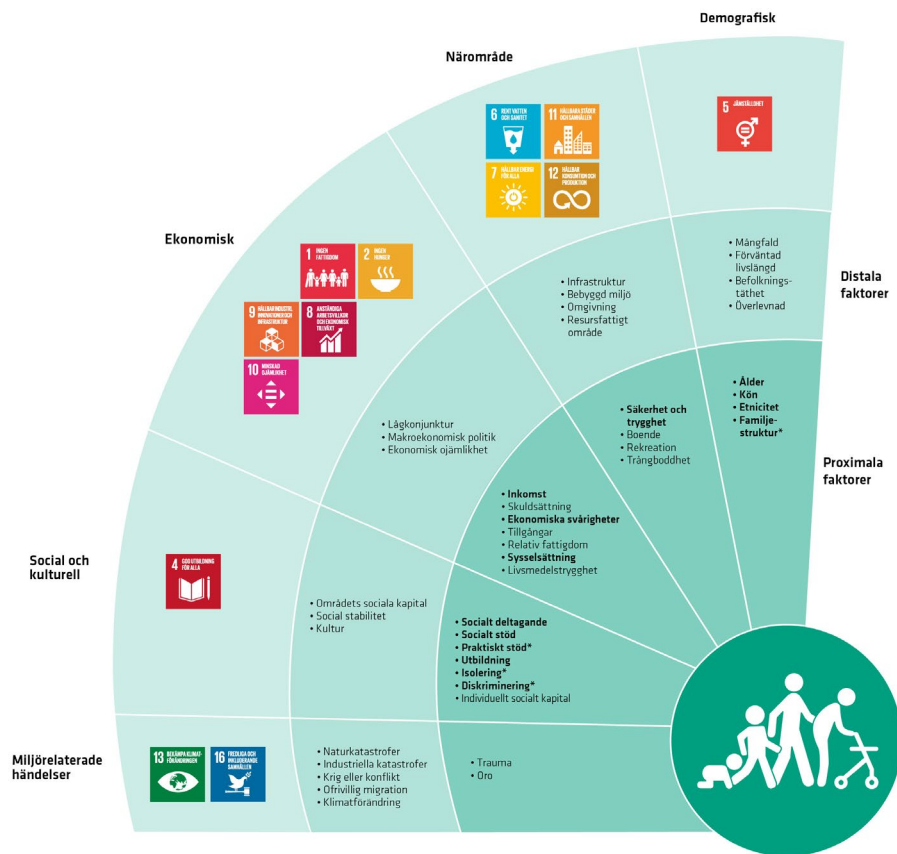 Demografisk
Närområde
5 JÄMSTÄLLDHET
6 RENT VATTEN
OCH SANITET
11 HÅLLBARA STÄDER
OCH SAMHÄLLEN
7 HÅLLBAR ENERGI
FÖR ALLA
12 HÅLLBAR
KONSUMTION OCH
PRODUKTION
Ekonomisk
1 INGEN
FATTIGDOM
2 INGEN
HUNGER
9 HÅLLBAR INDUSTRI,
INNOVATIONER OCH
INFRASTRUKTUR
8 ANSTÄNDIGA
ARBETSVILLKOR
OCH EKONOMISK
TILLVÄXT
10 MINSKAD
OJÄMLIKHET
• Mångfald
• Förväntad
livslängd
• Befolknings-
täthet
• Överlevnad
Distala
faktorer
• Infrastruktur
• Bebyggd miljö
• Omgivning
• Resursfattigt
område
• Ålder
• Kön
• Etnicitet
• Familje-
struktur*
• Säkerhet och
trygghet
• Boende
• Rekreation
• Trångboddhet
Proximala
faktorer
• Lågkonjunktur
• Makroekonomisk politik
• Ekonomisk ojämlikhet
• Inkomst
• Skuldsättning
• Ekonomiska svårigheter
• Tillgångar
• Relativ fattigdom
• Sysselsättning
• Livsmedelstrygghet
Social och
kulturell
4 GOD UTBILDNING
FÖR ALLA
• Områdets sociala kapital
• Social stabilitet
• Kultur
• Socialt deltagande
• Socialt stöd
• Praktiskt stöd*
• Utbildning
• Isolering*
• Diskriminering*
• Individuellt socialt kapital
Miljörelaterade
händelser
13 BEKÄMPA KLIMAT-
FÖRÄNDRINGEN
16 FREDLIGA OCH
INKLUDERANDE
SAMHÄLLEN
• Naturkatastrofer
• Industriella katastrofer
• Krig eller konflikt
• Ofrivillig migration
• Klimatförändring
• Trauma
• Oro